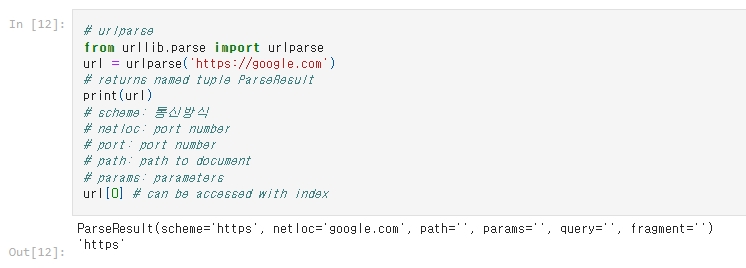 In [12]:
# urlparse
from urllib.parse import urlparse
url = urlparse('https://google.com')
# returns named tuple ParseResult
print(url)
# scheme: 통신방식
# netloc: port number
# port: port number
# path: path to document
# params: parameters
url[0] # can be accessed with index
ParseResult(scheme='https', netloc='google.com', path='', params='', query='', fragment='')
Out[12]: 'https'